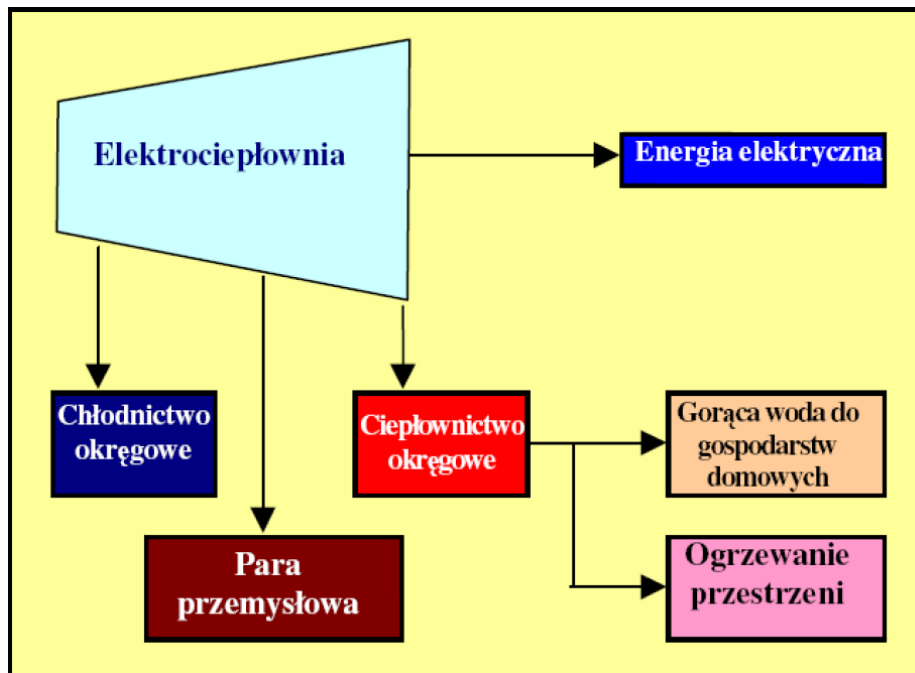 Elektrociepłownia
Energia elektryczna
Chłodnictwo
okręgowe
Ciepłownictwo
okręgowe
Gorąca woda do
gospodarstw
domowych
Para
przemysłowa
Ogrzewanie
przestrzeni